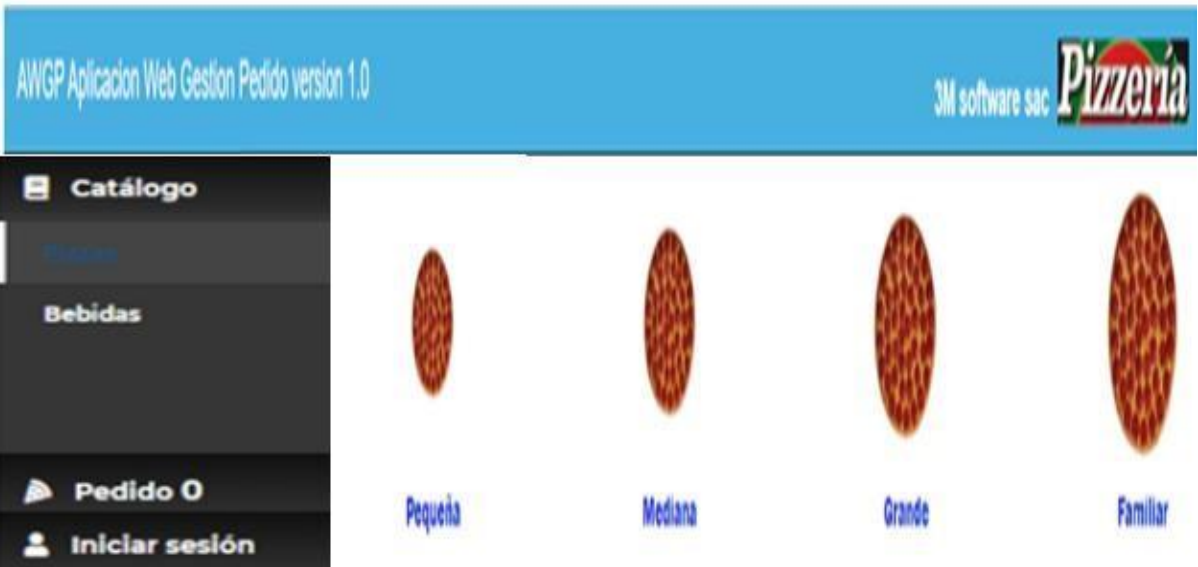 AWGP Aplicacion Web Gestion Pedido version 1.0
3M software sac Pizzería
Catálogo
Bebidas
Pedido 0
Iniciar sesión
Pequeña
Mediana
Grande
Familiar